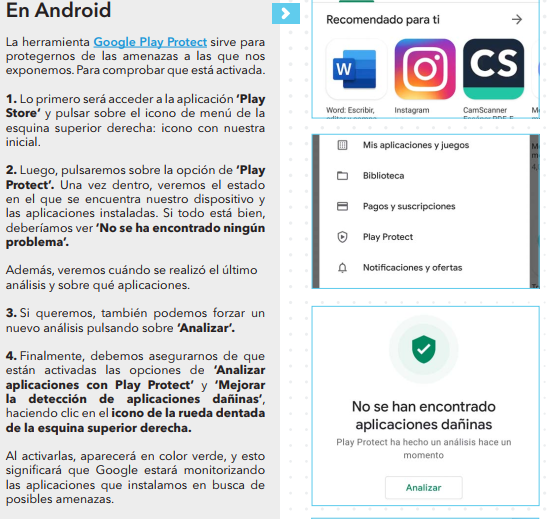 En Android
La herramienta Google Play Protect sirve para
protegernos de las amenazas a las que nos
exponemos. Para comprobar que está activada.
1. Lo primero será acceder a la aplicación ‘Play
Store’ y pulsar sobre el icono de menú de la
esquina superior derecha: icono con nuestra
inicial.
2. Luego, pulsaremos sobre la opción de ‘Play
Protect’. Una vez dentro, veremos el estado
en el que se encuentra nuestro dispositivo y
las aplicaciones instaladas. Si todo está bien,
deberíamos ver ‘No se ha encontrado ningún
problema’.
Además, veremos cuándo se realizó el último
análisis y sobre qué aplicaciones.
3. Si queremos, también podemos forzar un
nuevo análisis pulsando sobre ‘Analizar’.
4. Finalmente, debemos asegurarnos de que
están activadas las opciones de ‘Analizar
aplicaciones con Play Protect’ y ‘Mejorar
la detección de aplicaciones dañinas’,
haciendo clic en el icono de la rueda dentada
de la esquina superior derecha.
Al activarlas, aparecerá en color verde, y esto
significará que Google estará monitorizando
las aplicaciones que instalamos en busca de
posibles amenazas.
Recomendado para ti
W
CS
Word: Escribir,
Instagram
CamScanner
Mis aplicaciones y juegos
Biblioteca
Pagos y suscripciones
Play Protect
Notificaciones y ofertas
No se han encontrado
aplicaciones dañinas
Play Protect ha hecho un análisis hace un
momento
Analizar